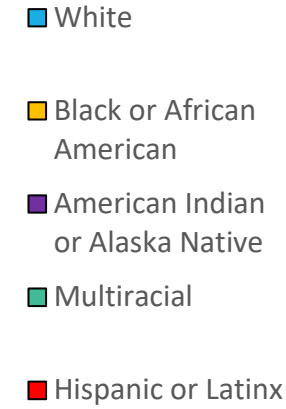 White
Black or African
American
American Indian
or Alaska Native
Multiracial
Hispanic or Latinx